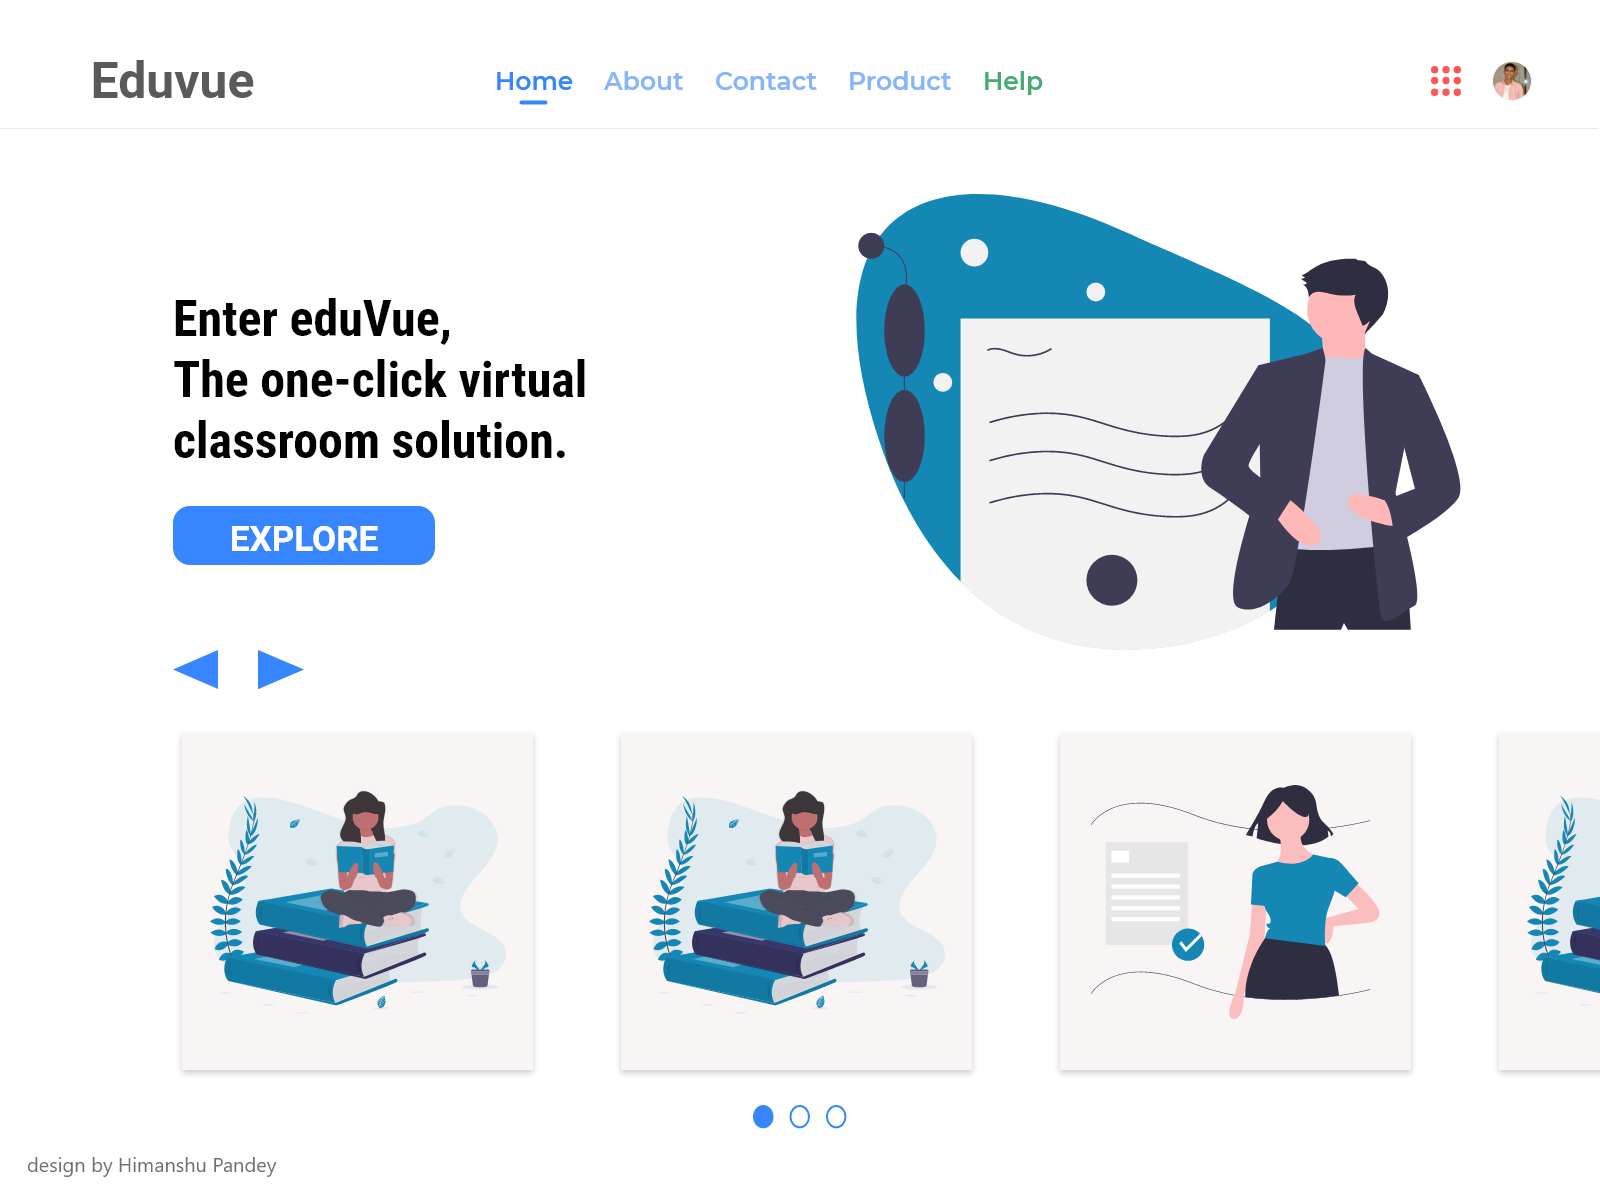 Eduvue
Home About Contact Product Help
Enter eduVue,
The one-click virtual
classroom solution.
EXPLORE
design by Himanshu Pandey